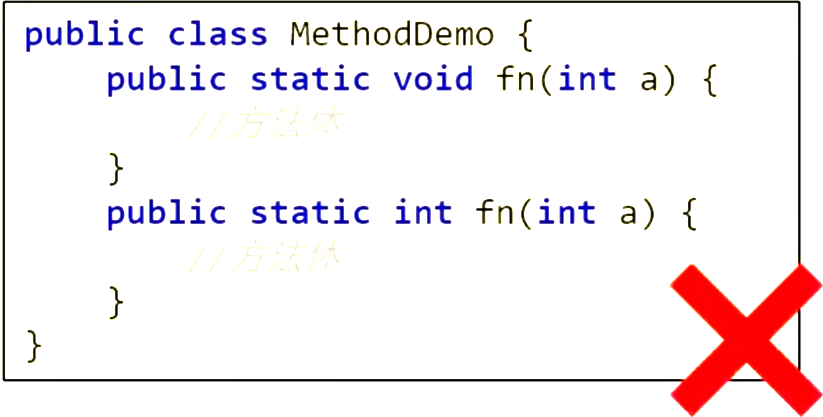 public class MethodDemo {
    public static void fn(int a) {
        //方法体
    }
    public static int fn(int a) {
        //方法体
    }
}